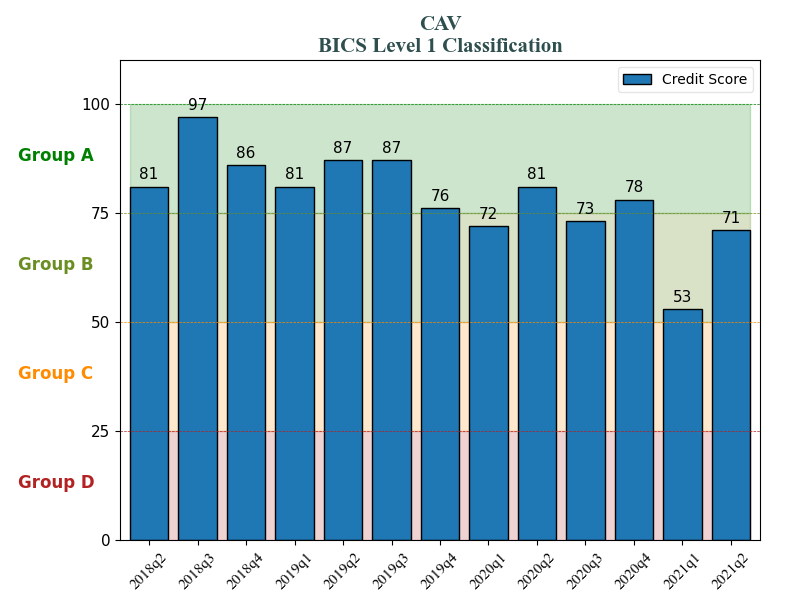 CAV
BICS Level 1 Classification
Credit Score
100
75
50
25
0
Group A
Group B
Group C
Group D
81
97
86
81
87
87
76
72
81
73
78
53
71
2018q2
2018q3
2018q4
2019q1
2019q2
2019q3
2019q4
2020q1
2020q2
2020q3
2020q4
2021q1
2021q2